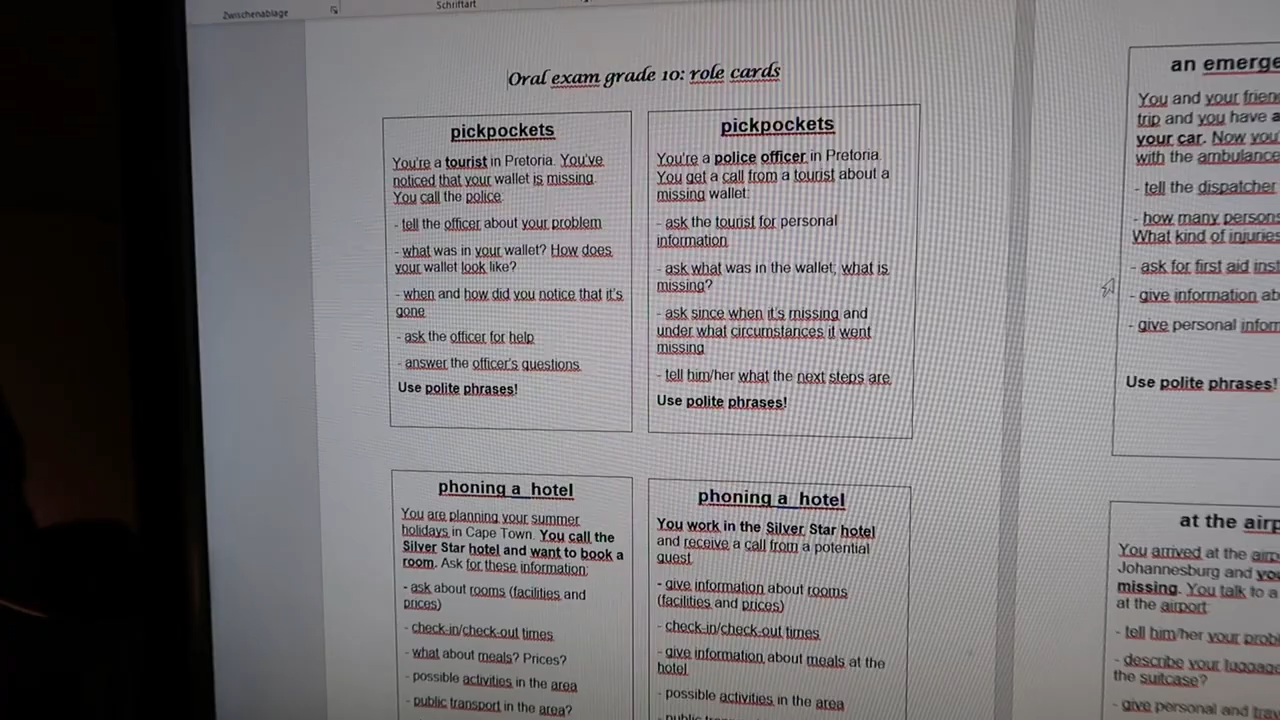 Zwischenablage
Schriftart
Oral exam grade 10: role cards
pickpockets
You're a tourist in Pretoria. You've
noticed that your wallet is missing.
You call the police:
- tell the officer about your problem
- what was in your wallet? How does
your wallet look like?
- when and how did you notice that it's
gone
- ask the officer for help
- answer the officer's questions
Use polite phrases!
pickpockets
You're a police officer in Pretoria.
You get a call from a tourist about a
missing wallet:
- ask the tourist for personal
information
- ask what was in the wallet; what is
missing?
- ask since when it's missing and
under what circumstances it went
missing
- tell him/her what the next steps are
Use polite phrases!
an emerge
You and your frien
trip and you have a
your car. Now you
with the ambulance
- tell the dispatcher
- how many person
What kind of injuries
- ask for first aid inst
- give information ab
- give personal infor
Use polite phrases!
phoning a hotel
You are planning your summer
holidays in Cape Town. You call the
Silver Star hotel and want to book a
room. Ask for these information:
- ask about rooms (facilities and
prices)
- check-in/check-out times
- what about meals? Prices?
- possible activities in the area
- public transport in the area?
phoning a hotel
You work in the Silver Star hotel
and receive a call from a potential
guest.
- give information about rooms
(facilities and prices)
- check-in/check-out times
- give information about meals at the
hotel
- possible activities in the area
at the airp
You arrived at the airp
Johannesburg and you
missing. You talk to a
at the airport:
- tell him/her your prob
- describe your luggage
the suitcase?
- give personal and tra